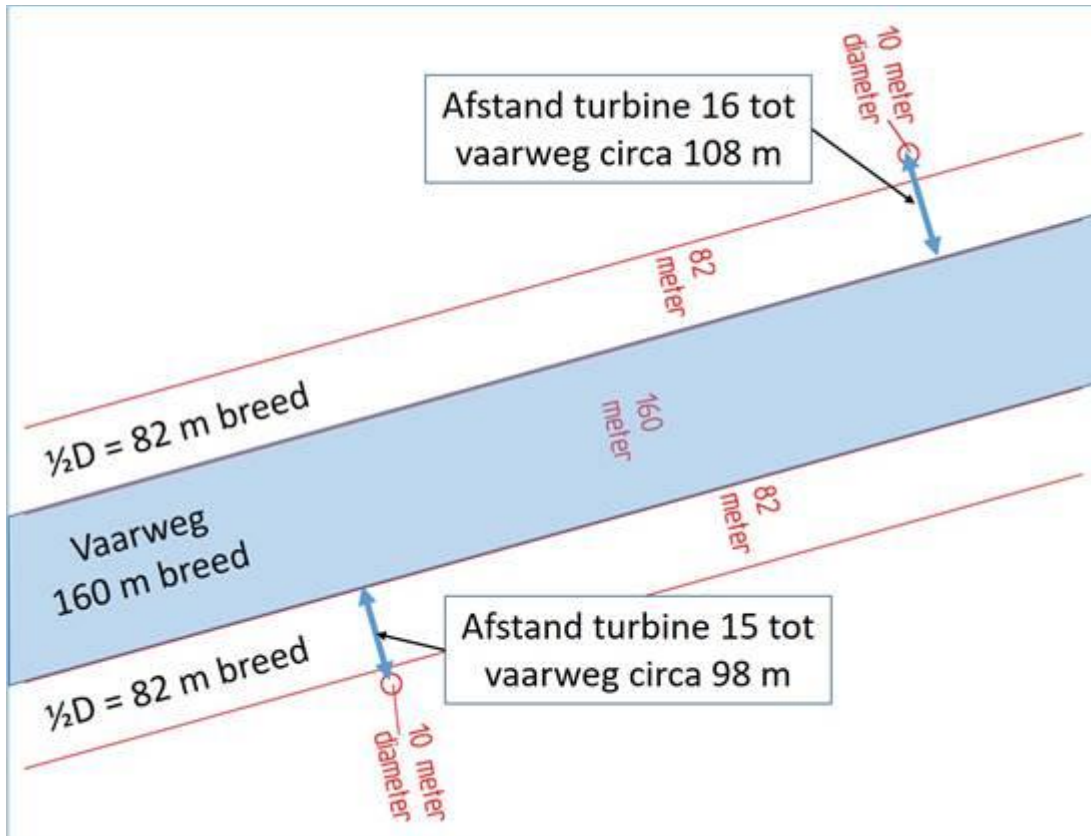 10 meter
diameter
Afstand turbine 16 tot
vaarweg circa 108 m
82
meter
½D = 82 m breed
160
meter
82
meter
Vaarweg
160 m breed
Afstand turbine 15 tot
vaarweg circa 98 m
½D = 82 m breed
10 meter
diameter